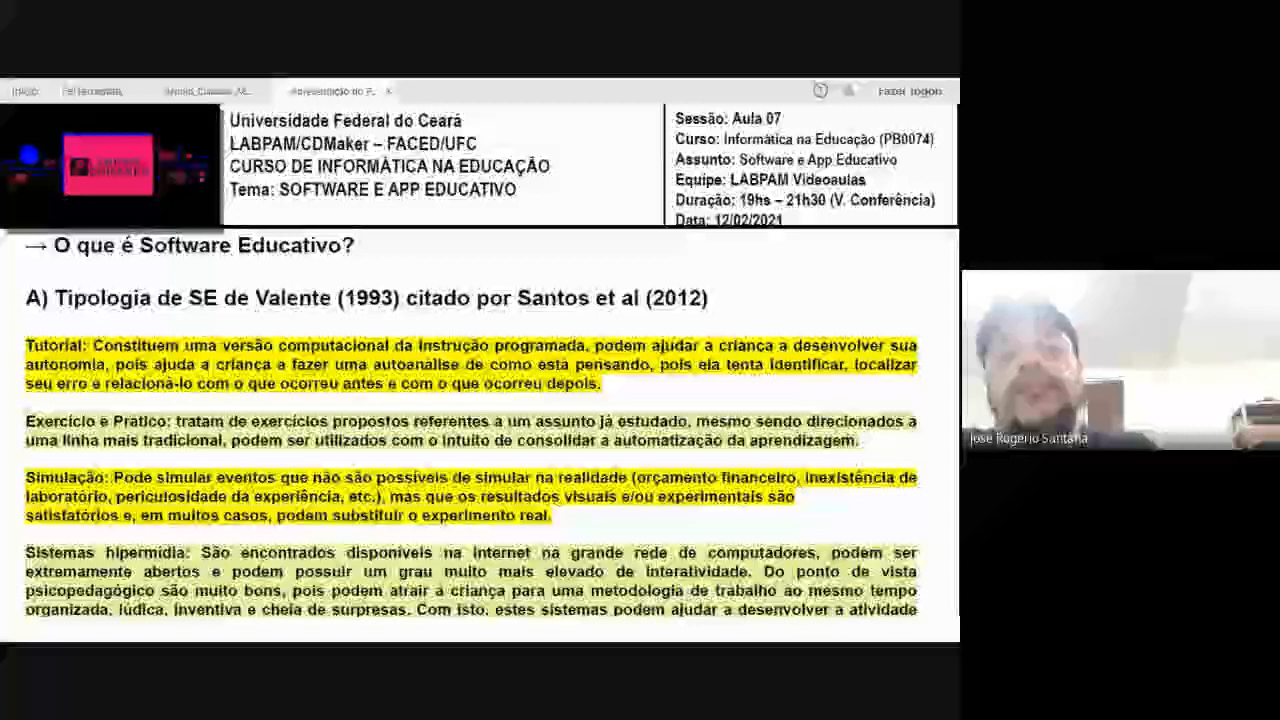 Início
Apresentação do P...
Fazer logon
Universidade Federal do Ceará
LABPAM/CDMaker – FACED/UFC
CURSO DE INFORMÁTICA NA EDUCAÇÃO
Tema: SOFTWARE E APP EDUCATIVO
Sessão: Aula 07
Curso: Informática na Educação (PB0074)
Assunto: Software e App Educativo
Equipe: LABPAM Videoaulas
Duração: 19hs – 21h30 (V. Conferência)
Data: 12/02/2021
→ O que é Software Educativo?
A) Tipologia de SE de Valente (1993) citado por Santos et al (2012)
Tutorial: Constituem uma versão computacional da instrução programada, podem ajudar a criança a desenvolver sua
autonomia, pois ajuda a criança a fazer uma autoanálise de como está pensando, pois ela tenta identificar, localizar
seu erro e relacioná-lo com o que ocorreu antes e com o que ocorreu depois.
Exercício e Prático: tratam de exercícios propostos referentes a um assunto já estudado, mesmo sendo direcionados a
uma linha mais tradicional, podem ser utilizados com o intuito de consolidar a automatização da aprendizagem.
Simulação: Pode simular eventos que não são possíveis de simular na realidade (orçamento financeiro, inexistência de
laboratório, periculosidade da experiência, etc.), mas que os resultados visuais e/ou experimentais são
satisfatórios e, em muitos casos, podem substituir o experimento real.
Sistemas hipermídia: São encontrados disponíveis na internet na grande rede de computadores, podem ser
extremamente abertos e podem possuir um grau muito mais elevado de interatividade. Do ponto de vista
psicopedagógico são muito bons, pois podem atrair a criança para uma metodologia de trabalho ao mesmo tempo
organizada, lúdica, inventiva e cheia de surpresas. Com isto, estes sistemas podem ajudar a desenvolver a atividade
José Rogério Santana